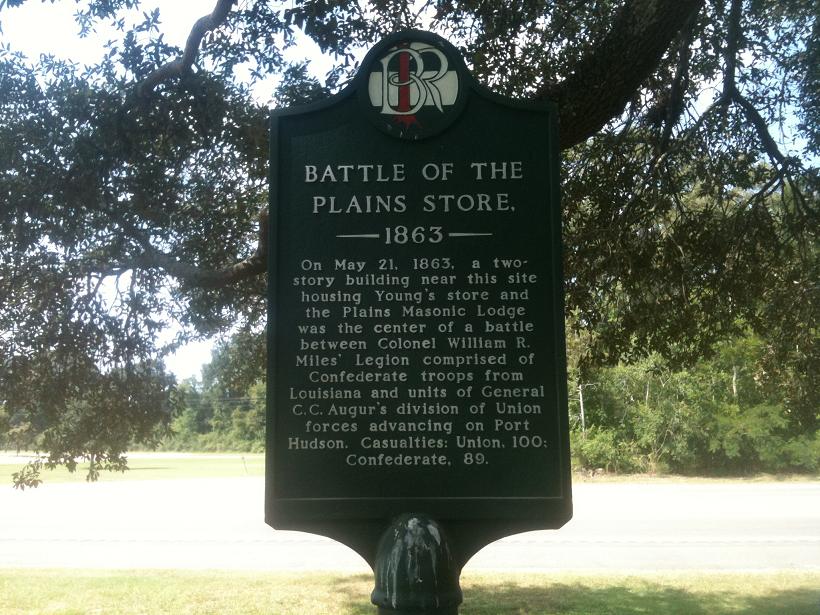 BR
BATTLE OF THE
PLAINS STORE,
1863
On May 21, 1863, a two-
story building near this site
housing Young's store and
the Plains Masonic Lodge
was the center of a battle
between Colonel William R.
Miles' Legion comprised of
Confederate troops from
Louisiana and units of General
C.C. Augur's division of Union
forces advancing on Port
Hudson. Casualties: Union, 100;
Confederate, 89.